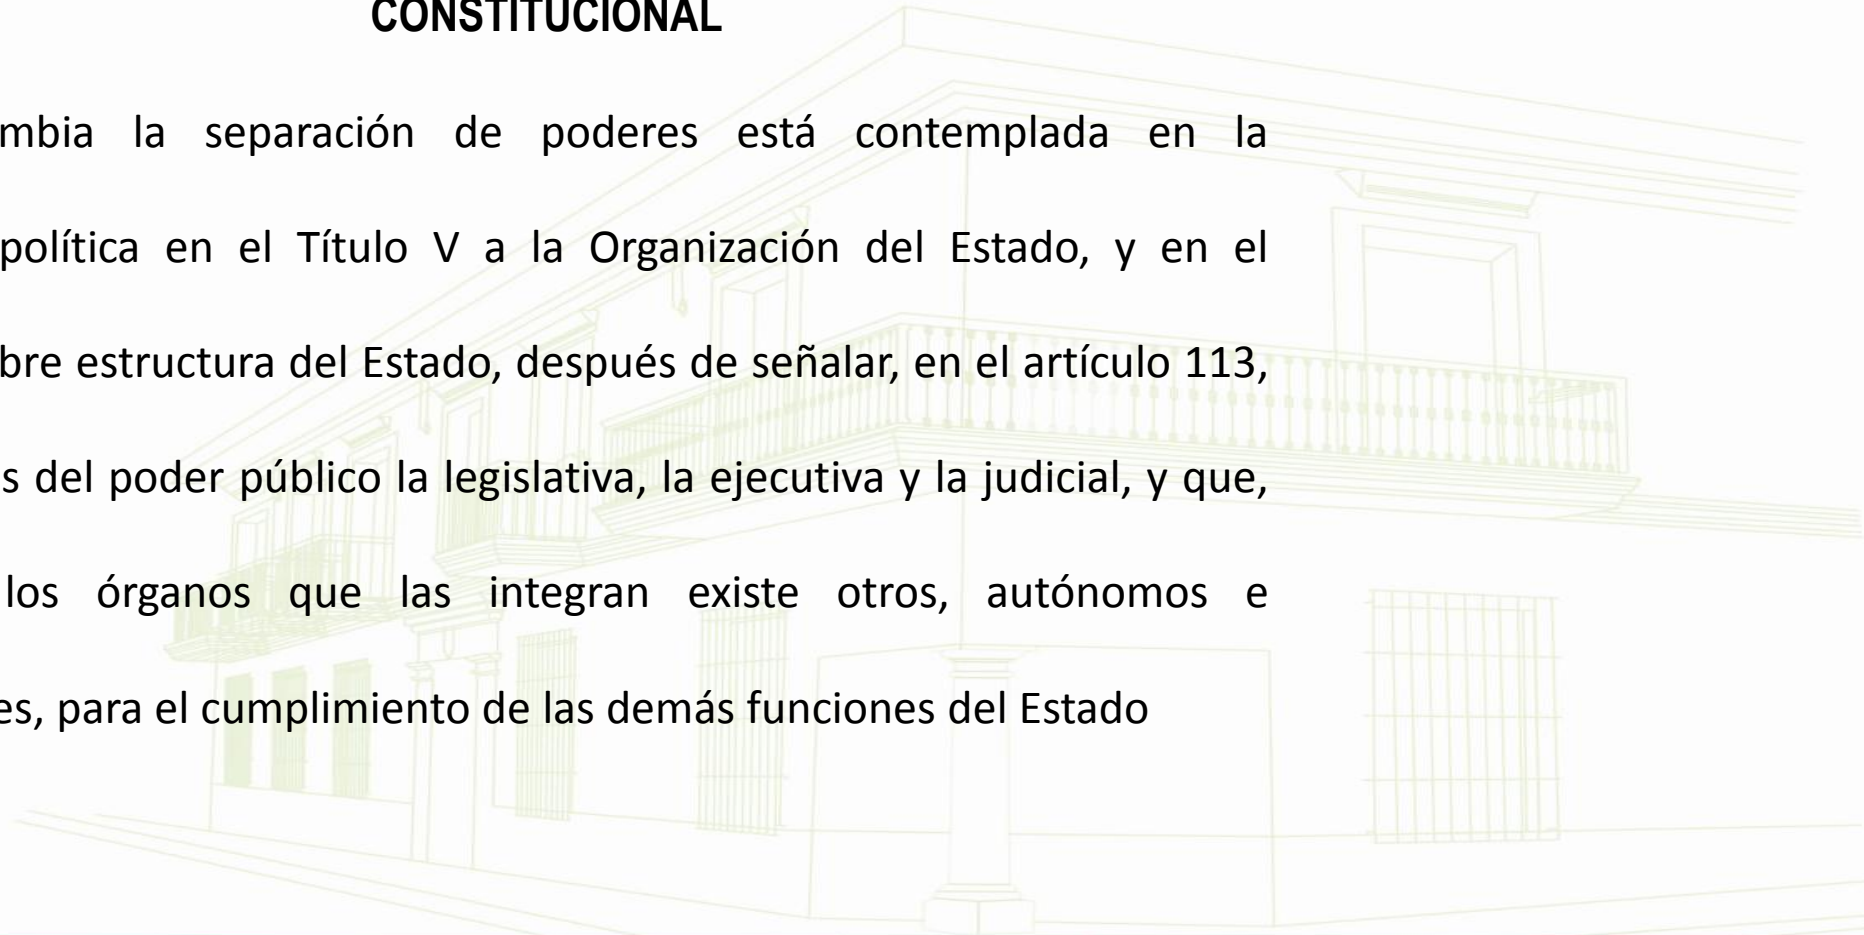 CONSTITUCIONAL
mbia la separación de poderes está contemplada en la
política en el Título V a la Organización del Estado, y en el
bre estructura del Estado, después de señalar, en el artículo 113,
s del poder público la legislativa, la ejecutiva y la judicial, y que,
los órganos que las integran existe otros, autónomos e
es, para el cumplimiento de las demás funciones del Estado